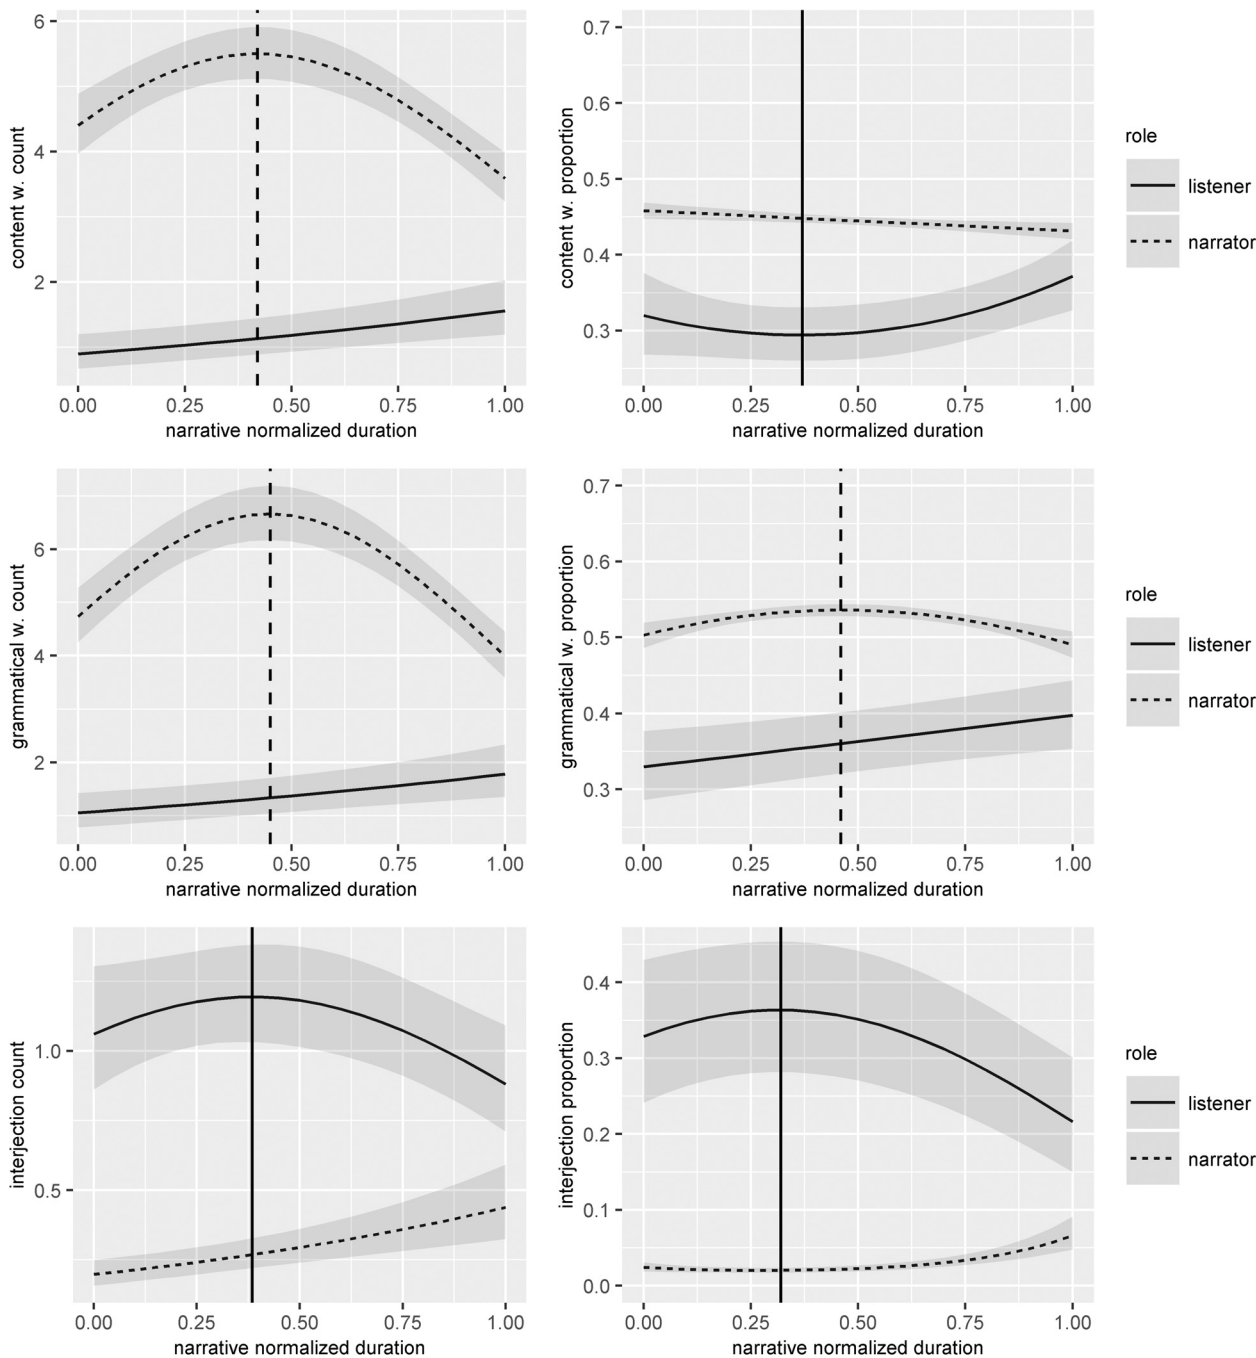 6
4
2
content w. count
0.00 0.25 0.50 0.75 1.00
narrative normalized duration
0.7
0.6
0.5
0.4
0.3
content w. proportion
0.00 0.25 0.50 0.75 1.00
narrative normalized duration
role
listener
narrator
6
4
2
grammatical w. count
0.00 0.25 0.50 0.75 1.00
narrative normalized duration
0.7
0.6
0.5
0.4
0.3
grammatical w. proportion
0.00 0.25 0.50 0.75 1.00
narrative normalized duration
role
listener
narrator
1.0
0.5
interjection count
0.00 0.25 0.50 0.75 1.00
narrative normalized duration
0.4
0.3
0.2
0.1
0.0
interjection proportion
0.00 0.25 0.50 0.75 1.00
narrative normalized duration
role
listener
narrator